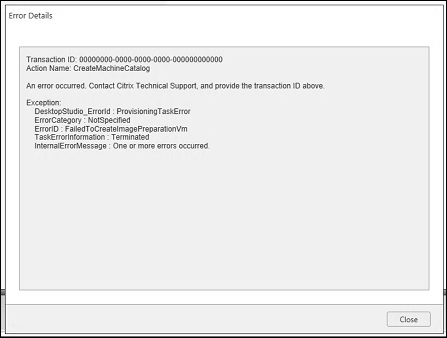 Error Details
Transaction ID: 00000000-0000-0000-0000-000000000000
Action Name: CreateMachineCatalog
An error occurred. Contact Citrix Technical Support, and provide the transaction ID above.
Exception:
DesktopStudio_ErrorId : ProvisioningTaskError
ErrorCategory : NotSpecified
ErrorID : FailedToCreateImagePreparationVm
TaskErrorInformation : Terminated
InternalErrorMessage : One or more errors occurred.
Close